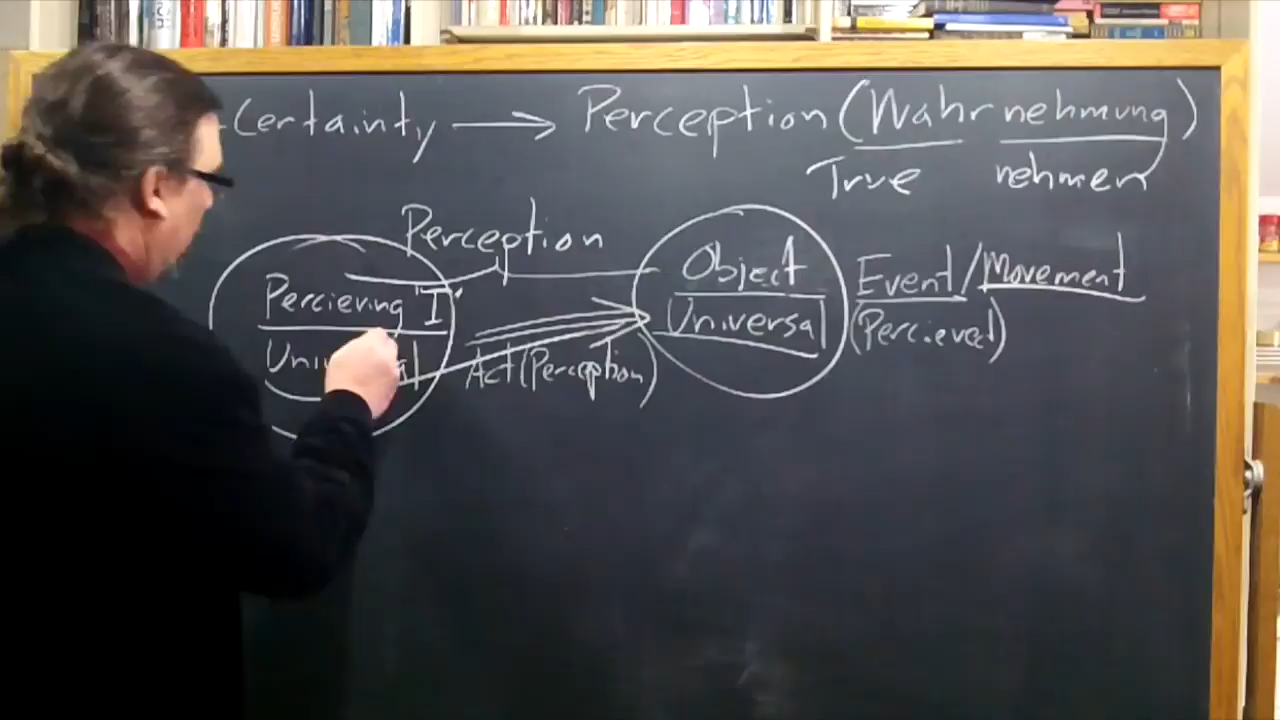 Certainty → Perception (Wahrnehmung)
True nehmen
Perception
Object
Event/Movement
Percieving "I"
Universal
(Percieved)
Act (Perception)